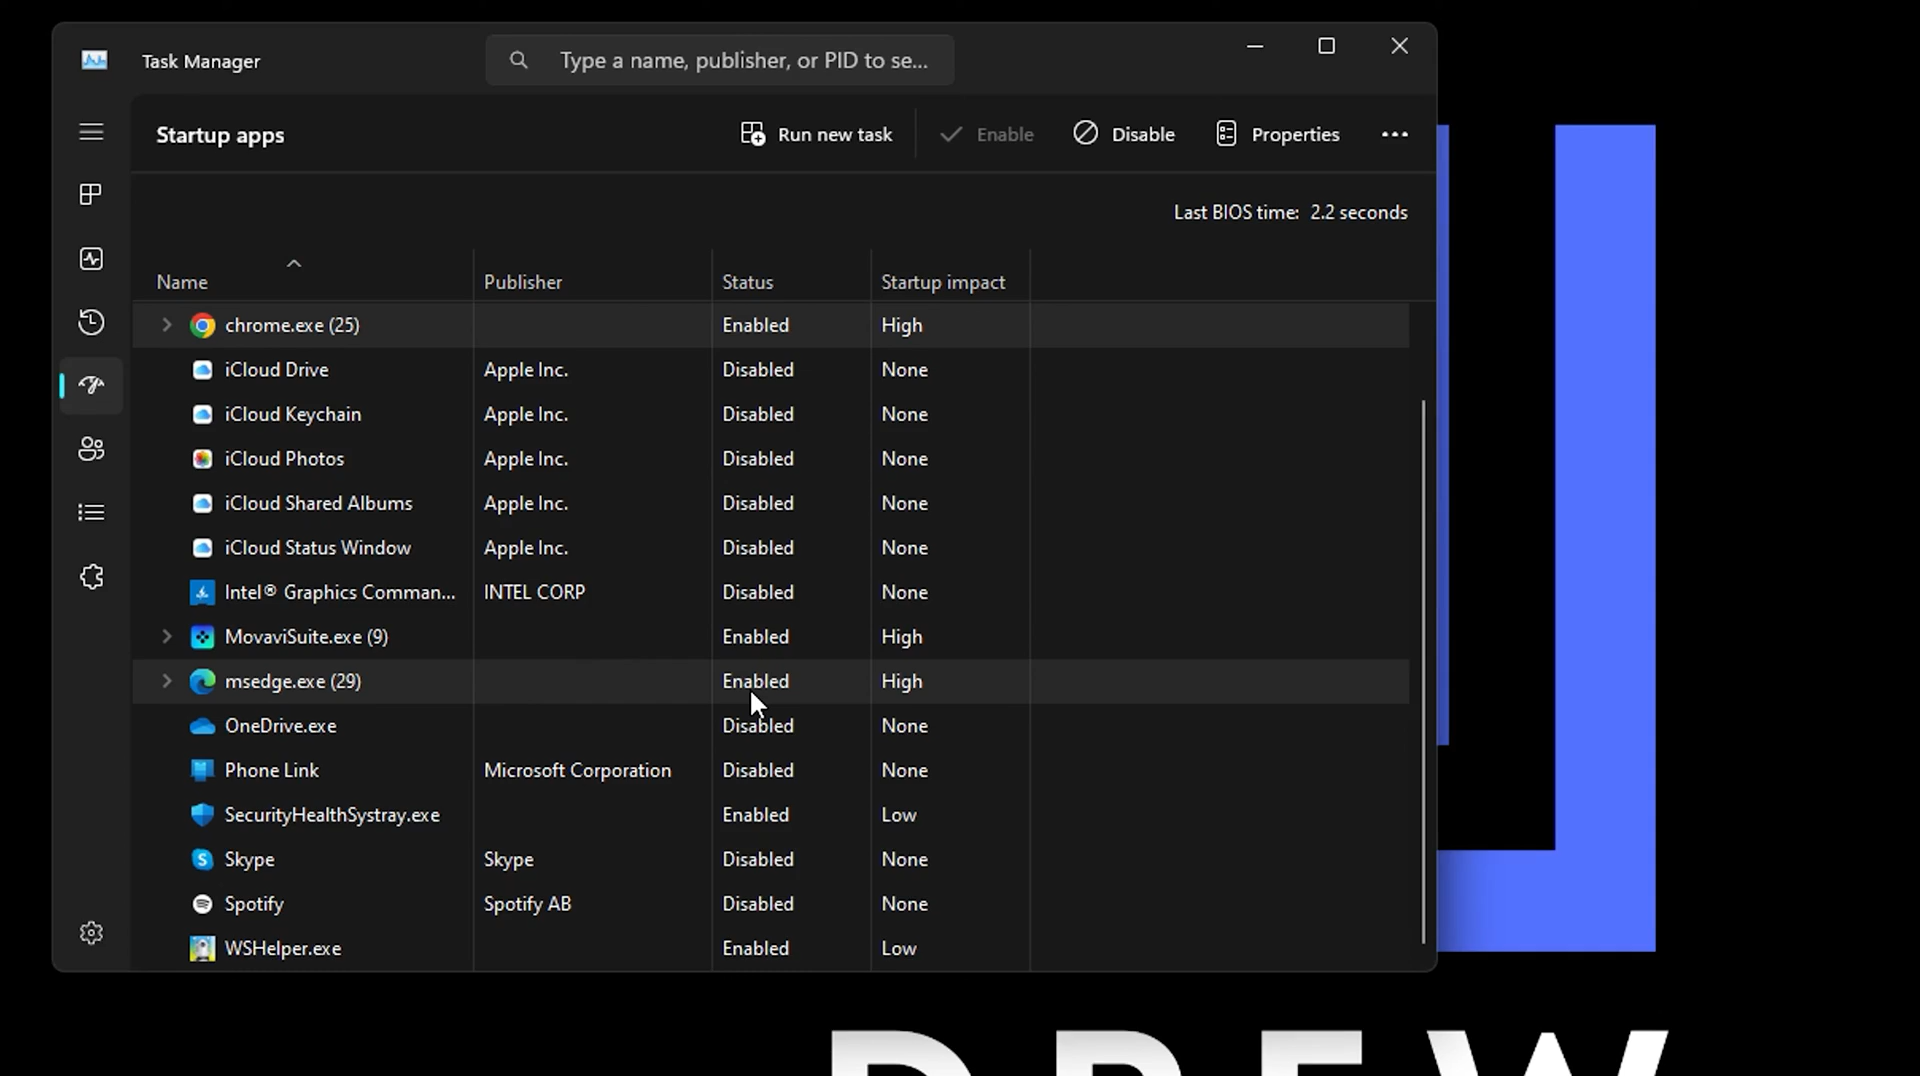 Task Manager
Type a name, publisher, or PID to se...
Startup apps
Run new task
Enable
Disable
Properties
Last BIOS time: 2.2 seconds
Name Publisher Status Startup impact
chrome.exe (25) Enabled High
iCloud Drive Apple Inc. Disabled None
iCloud Keychain Apple Inc. Disabled None
iCloud Photos Apple Inc. Disabled None
iCloud Shared Albums Apple Inc. Disabled None
iCloud Status Window Apple Inc. Disabled None
Intel® Graphics Comman... INTEL CORP Disabled None
MovaviSuite.exe (9) Enabled High
msedge.exe (29) Enabled High
OneDrive.exe Disabled None
Phone Link Microsoft Corporation Disabled None
SecurityHealthSystray.exe Enabled Low
Skype Skype Disabled None
Spotify Spotify AB Disabled None
WSHelper.exe Enabled Low
DREW